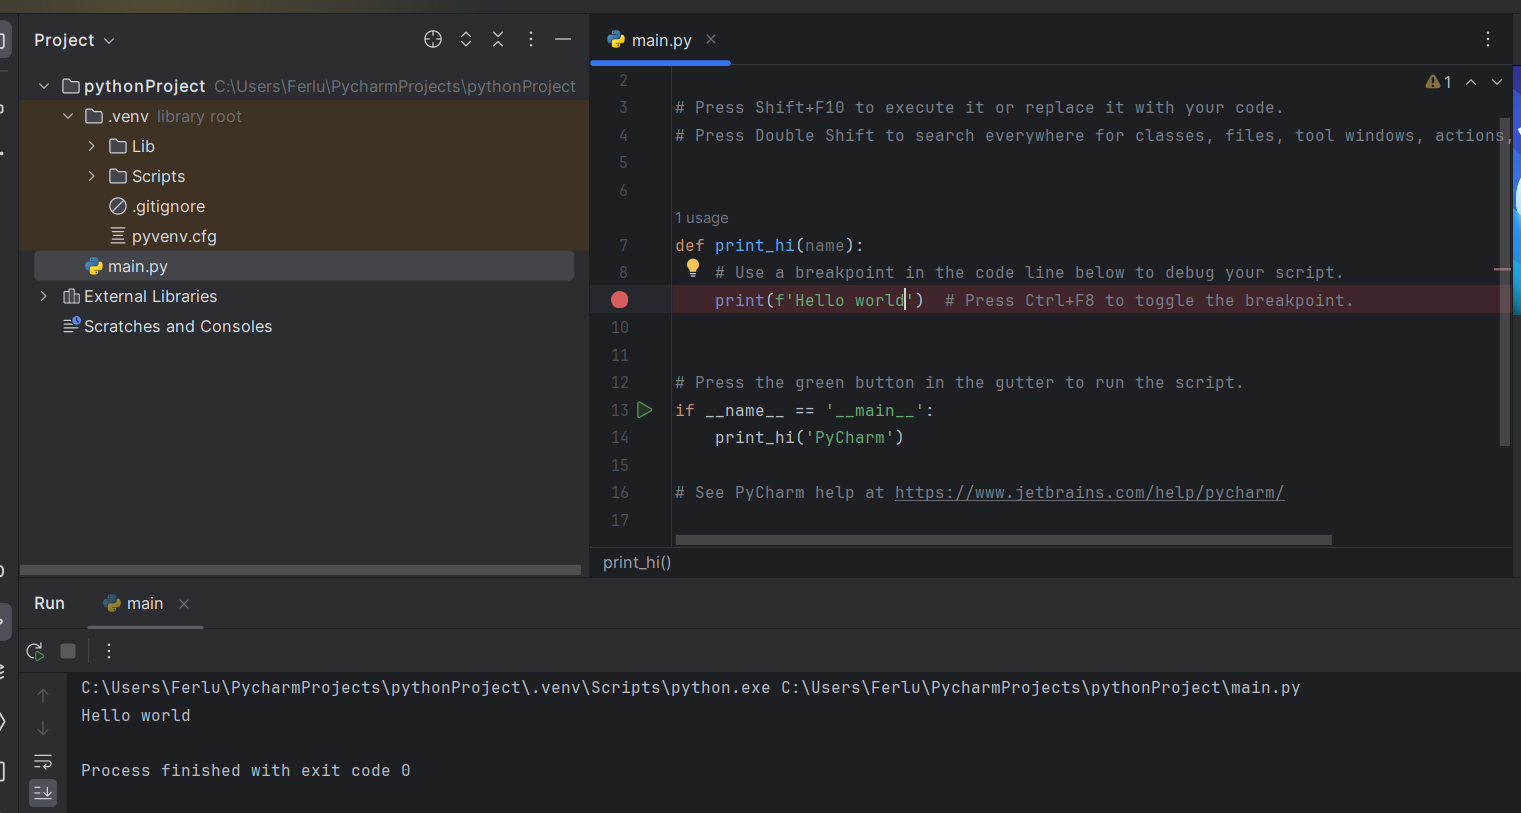 Project
pythonProject C:\Users\Ferlu\PycharmProjects\pythonProject
.venv library root
Lib
Scripts
.gitignore
pyvenv.cfg
main.py
External Libraries
Scratches and Consoles
main.py
1
2
3 # Press Shift+F10 to execute it or replace it with your code.
4 # Press Double Shift to search everywhere for classes, files, tool windows, actions,
5
6
1 usage
7 def print_hi(name):
8 # Use a breakpoint in the code line below to debug your script.
print(f'Hello world') # Press Ctrl+F8 to toggle the breakpoint.
10
11
12 # Press the green button in the gutter to run the script.
13 if __name__ == '__main__':
14 print_hi('PyCharm')
15
16 # See PyCharm help at https://www.jetbrains.com/help/pycharm/
17
print_hi()
Run main
C:\Users\Ferlu\PycharmProjects\pythonProject\.venv\Scripts\python.exe C:\Users\Ferlu\PycharmProjects\pythonProject\main.py
Hello world
Process finished with exit code 0